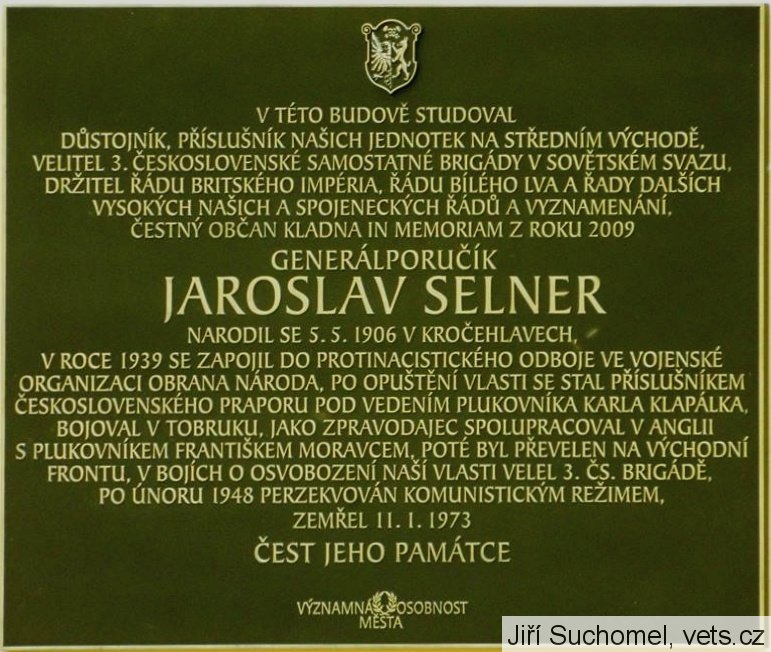 V TÉTO BUDOVĚ STUDOVAL
DŮSTOJNÍK, PŘÍSLUŠNÍK NAŠICH JEDNOTEK NA STŘEDNÍM VÝCHODĚ,
VELITEL 3. ČESKOSLOVENSKÉ SAMOSTATNÉ BRIGÁDY V SOVĚTSKÉM SVAZU,
DRŽITEL ŘÁDU BRITSKÉHO IMPÉRIA, ŘÁDU BÍLÉHO LVA A ŘADY DALŠÍCH
VYSOKÝCH NAŠICH A SPOJENECKÝCH ŘÁDŮ A VYZNAMENÁNÍ,
ČESTNÝ OBČAN KLADNA IN MEMORIAM Z ROKU 2009
GENERÁLPORUČÍK
JAROSLAV SELNER
NARODIL SE 5. 5. 1906 V KROČEHLAVECH,
V ROCE 1939 SE ZAPOJIL DO PROTINACISTICKÉHO ODBOJE VE VOJENSKÉ
ORGANIZACI OBRANA NÁRODA, PO OPUŠTĚNÍ VLASTI SE STAL PŘÍSLUŠNÍKEM
ČESKOSLOVENSKÉHO PRAPORU POD VEDENÍM PLUKOVNÍKA KARLA KLAPÁLKA,
BOJOVAL V TOBRUKU, JAKO ZPRAVODAJEC SPOLUPRACOVAL V ANGLII
S PLUKOVNÍKEM FRANTIŠKEM MORAVCEM, POTÉ BYL PŘEVELEN NA VÝCHODNÍ
FRONTU, V BOJÍCH O OSVOBOZENÍ NAŠÍ VLASTI VELEL 3. ČS. BRIGÁDĚ,
PO ÚNORU 1948 PERZEKVOVÁN KOMUNISTICKÝM REŽIMEM,
ZEMŘEL 11. 1. 1973
ČEST JEHO PAMÁTCE
VÝZNAMNÁ OSOBNOST
MĚSTA
Jiří Suchomel, vets.cz